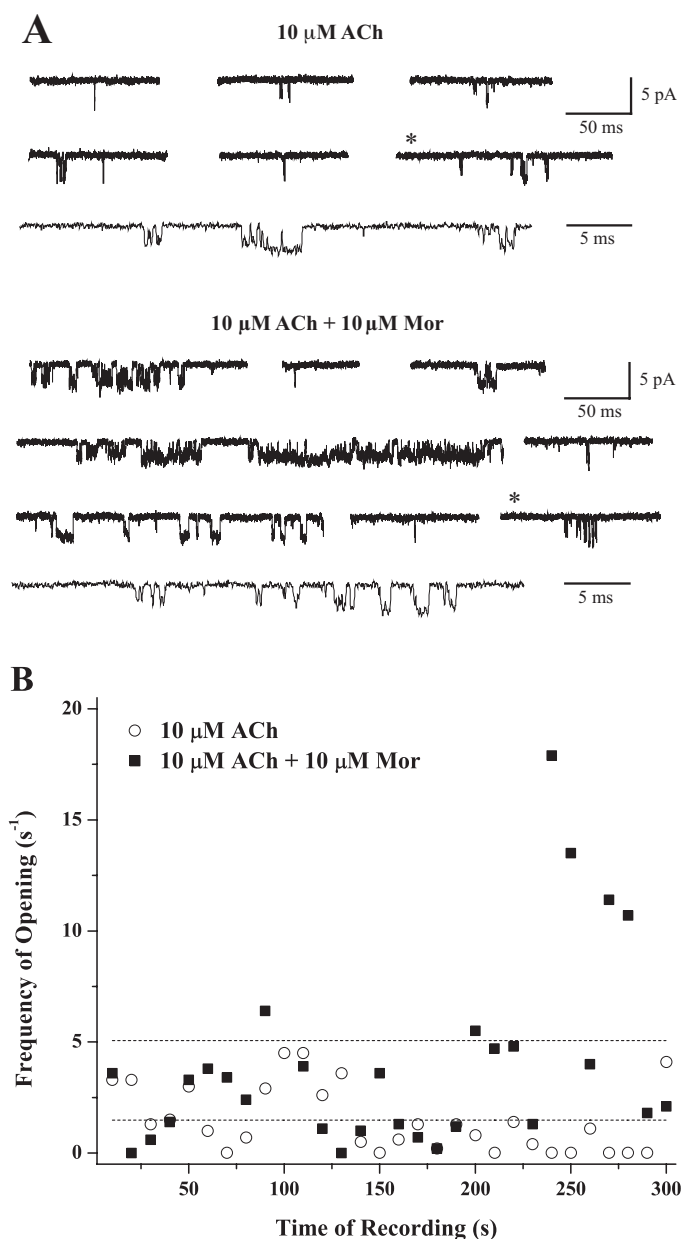 A
10 μM ACh
5 pA
50 ms
*
5 ms
10 μM ACh + 10 μM Mor
5 pA
50 ms
*
5 ms
B
20
15
10
5
0
Frequency of Opening (s⁻¹)
10 μM ACh
10 μM ACh + 10 μM Mor
50 100 150 200 250 300
Time of Recording (s)